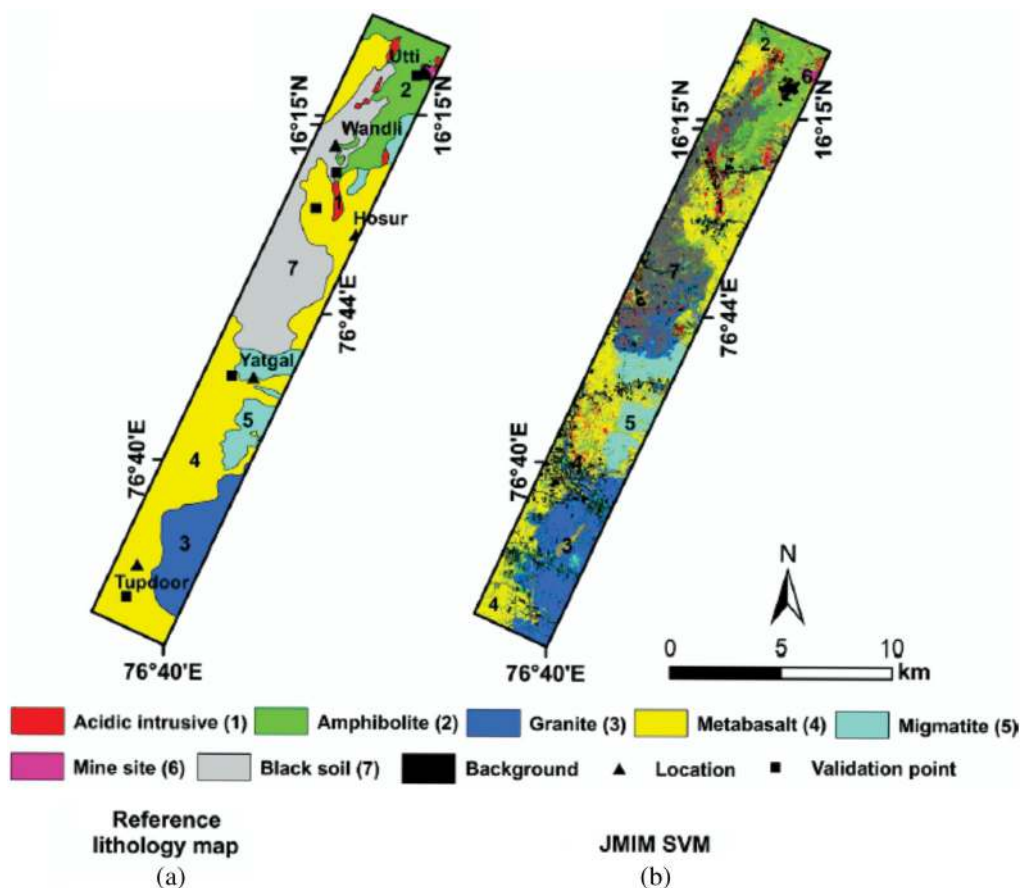 Utti
2
6
16°15'N
16°15'N
Wandli
1
Hosur
7
76°44'E
Yatgal
5
4
76°40'E
3
Tupdoor
76°40'E
2
6
16°15'N
16°15'N
1
7
6
76°44'E
5
4
76°40'E
3
4
76°40'E
N
0 5 10
km
Acidic intrusive (1) Amphibolite (2) Granite (3) Metabasalt (4) Migmatite (5)
Mine site (6) Black soil (7) Background Location Validation point
Reference
lithology map
JMIM SVM
(a) (b)